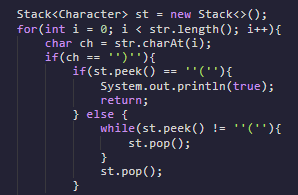 Stack<Character> st = new Stack<>();
for(int i = 0; i < str.length(); i++){
char ch = str.charAt(i);
if(ch == '')''){
if(st.peek() == ''(''){
System.out.println(true);
return;
} else {
while(st.peek() != ''(''){
st.pop();
}
st.pop();
}